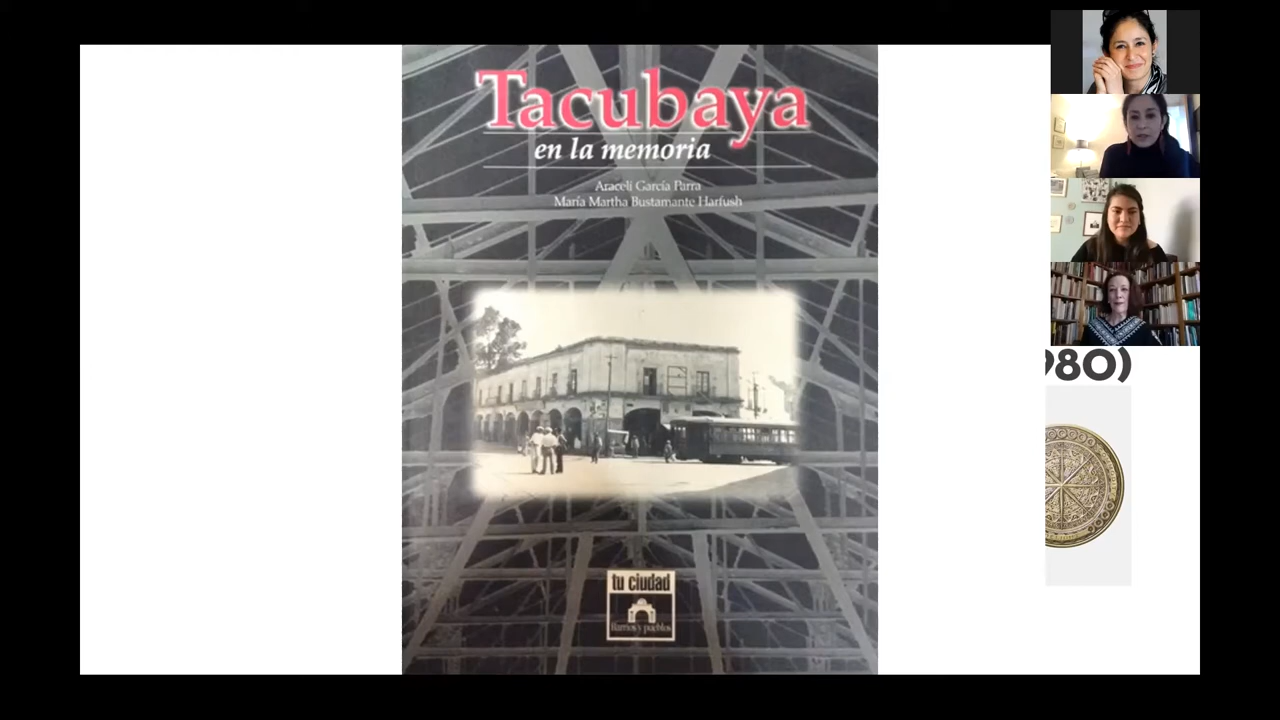 Tacubaya
en la memoria
Araceli García Parra
María Martha Bustamante Harfush
980)
tu ciudad
Barrios y pueblos